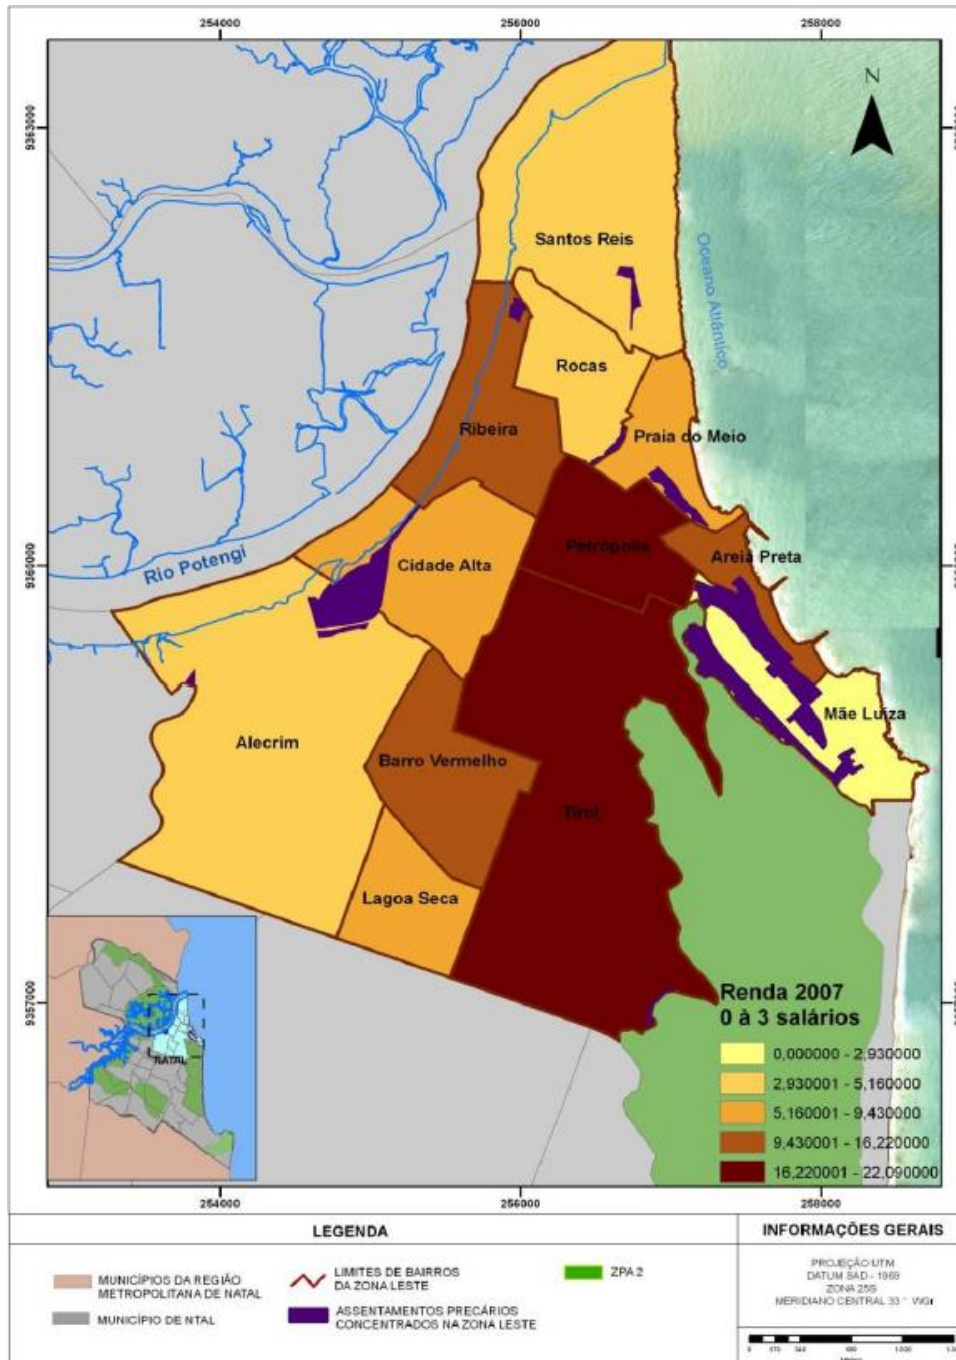 254000
256000
258000
9363000
N
Santos Reis
Oceano Atlântico
Rocas
Ribeira
Praia do Meio
Petrópolis
Areia Preta
9360000
Rio Potengi
Cidade Alta
Mãe Luíza
Alecrim
Barro Vermelho
Tirol
Lagoa Seca
9357000
NATAL
Renda 2007
0 à 3 salários
0,000000 - 2,930000
2,930001 - 5,160000
5,160001 - 9,430000
9,430001 - 16,220000
16,220001 - 22,090000
254000
256000
258000
LEGENDA
MUNICÍPIOS DA REGIÃO
METROPOLITANA DE NATAL
MUNICÍPIO DE NTAL
LIMITES DE BAIRROS
DA ZONA LESTE
ASSENTAMENTOS PRECÁRIOS
CONCENTRADOS NA ZONA LESTE
ZPA 2
INFORMAÇÕES GERAIS
PROJEÇÃO UTM
DATUM SAD - 1969
ZONA 25S
MERIDIANO CENTRAL 33 ° WGr